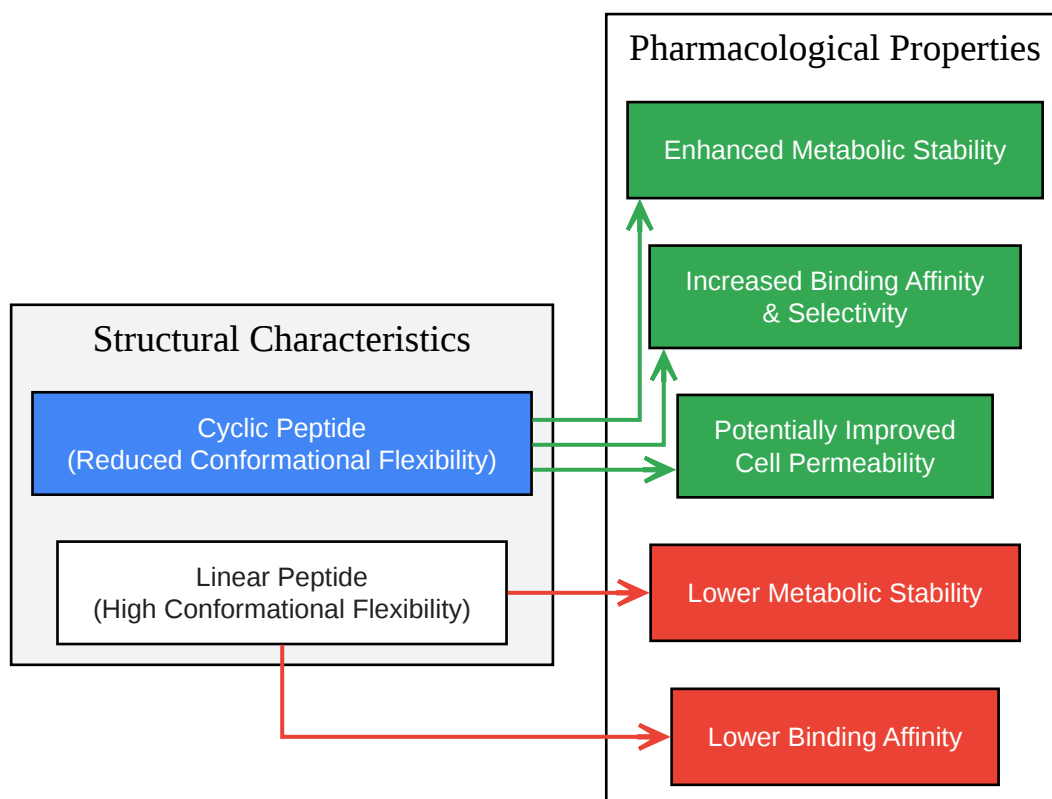 Pharmacological Properties
Enhanced Metabolic Stability
Increased Binding Affinity
& Selectivity
Structural Characteristics
Cyclic Peptide
(Reduced Conformational Flexibility)
Potentially Improved
Cell Permeability
Linear Peptide
(High Conformational Flexibility)
Lower Metabolic Stability
Lower Binding Affinity